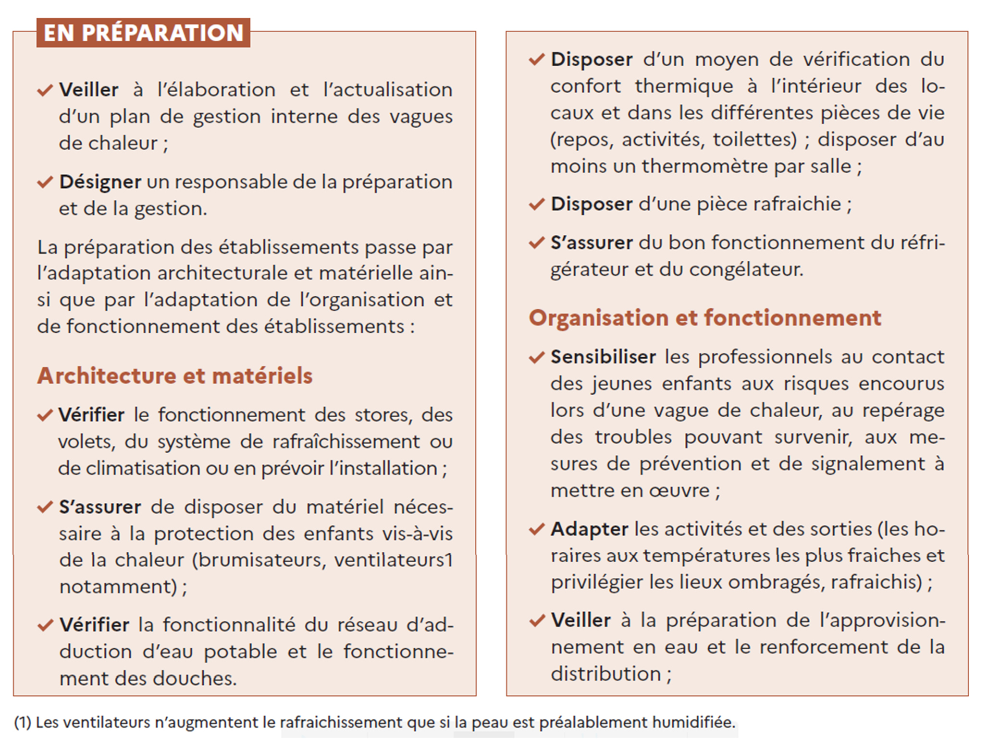 EN PRÉPARATION
Veiller à l’élaboration et l’actualisation
d’un plan de gestion interne des vagues
de chaleur ;
Désigner un responsable de la préparation
et de la gestion.
La préparation des établissements passe par
l’adaptation architecturale et matérielle ain-
si que par l’adaptation de l’organisation et
de fonctionnement des établissements :
Architecture et matériels
Vérifier le fonctionnement des stores, des
volets, du système de rafraîchissement ou
de climatisation ou en prévoir l’installation ;
S’assurer de disposer du matériel néces-
saire à la protection des enfants vis-à-vis
de la chaleur (brumisateurs, ventilateurs1
notamment) ;
Vérifier la fonctionnalité du réseau d’ad-
duction d’eau potable et le fonctionne-
ment des douches.
Disposer d’un moyen de vérification du
confort thermique à l’intérieur des lo-
caux et dans les différentes pièces de vie
(repos, activités, toilettes) ; disposer d’au
moins un thermomètre par salle ;
Disposer d’une pièce rafraichie ;
S’assurer du bon fonctionnement du réfri-
gérateur et du congélateur.
Organisation et fonctionnement
Sensibiliser les professionnels au contact
des jeunes enfants aux risques encourus
lors d’une vague de chaleur, au repérage
des troubles pouvant survenir, aux me-
sures de prévention et de signalement à
mettre en œuvre ;
Adapter les activités et des sorties (les ho-
raires aux températures les plus fraiches et
privilégier les lieux ombragés, rafraichis) ;
Veiller à la préparation de l’approvision-
nement en eau et le renforcement de la
distribution ;
(1) Les ventilateurs n’augmentent le rafraichissement que si la peau est préalablement humidifiée.